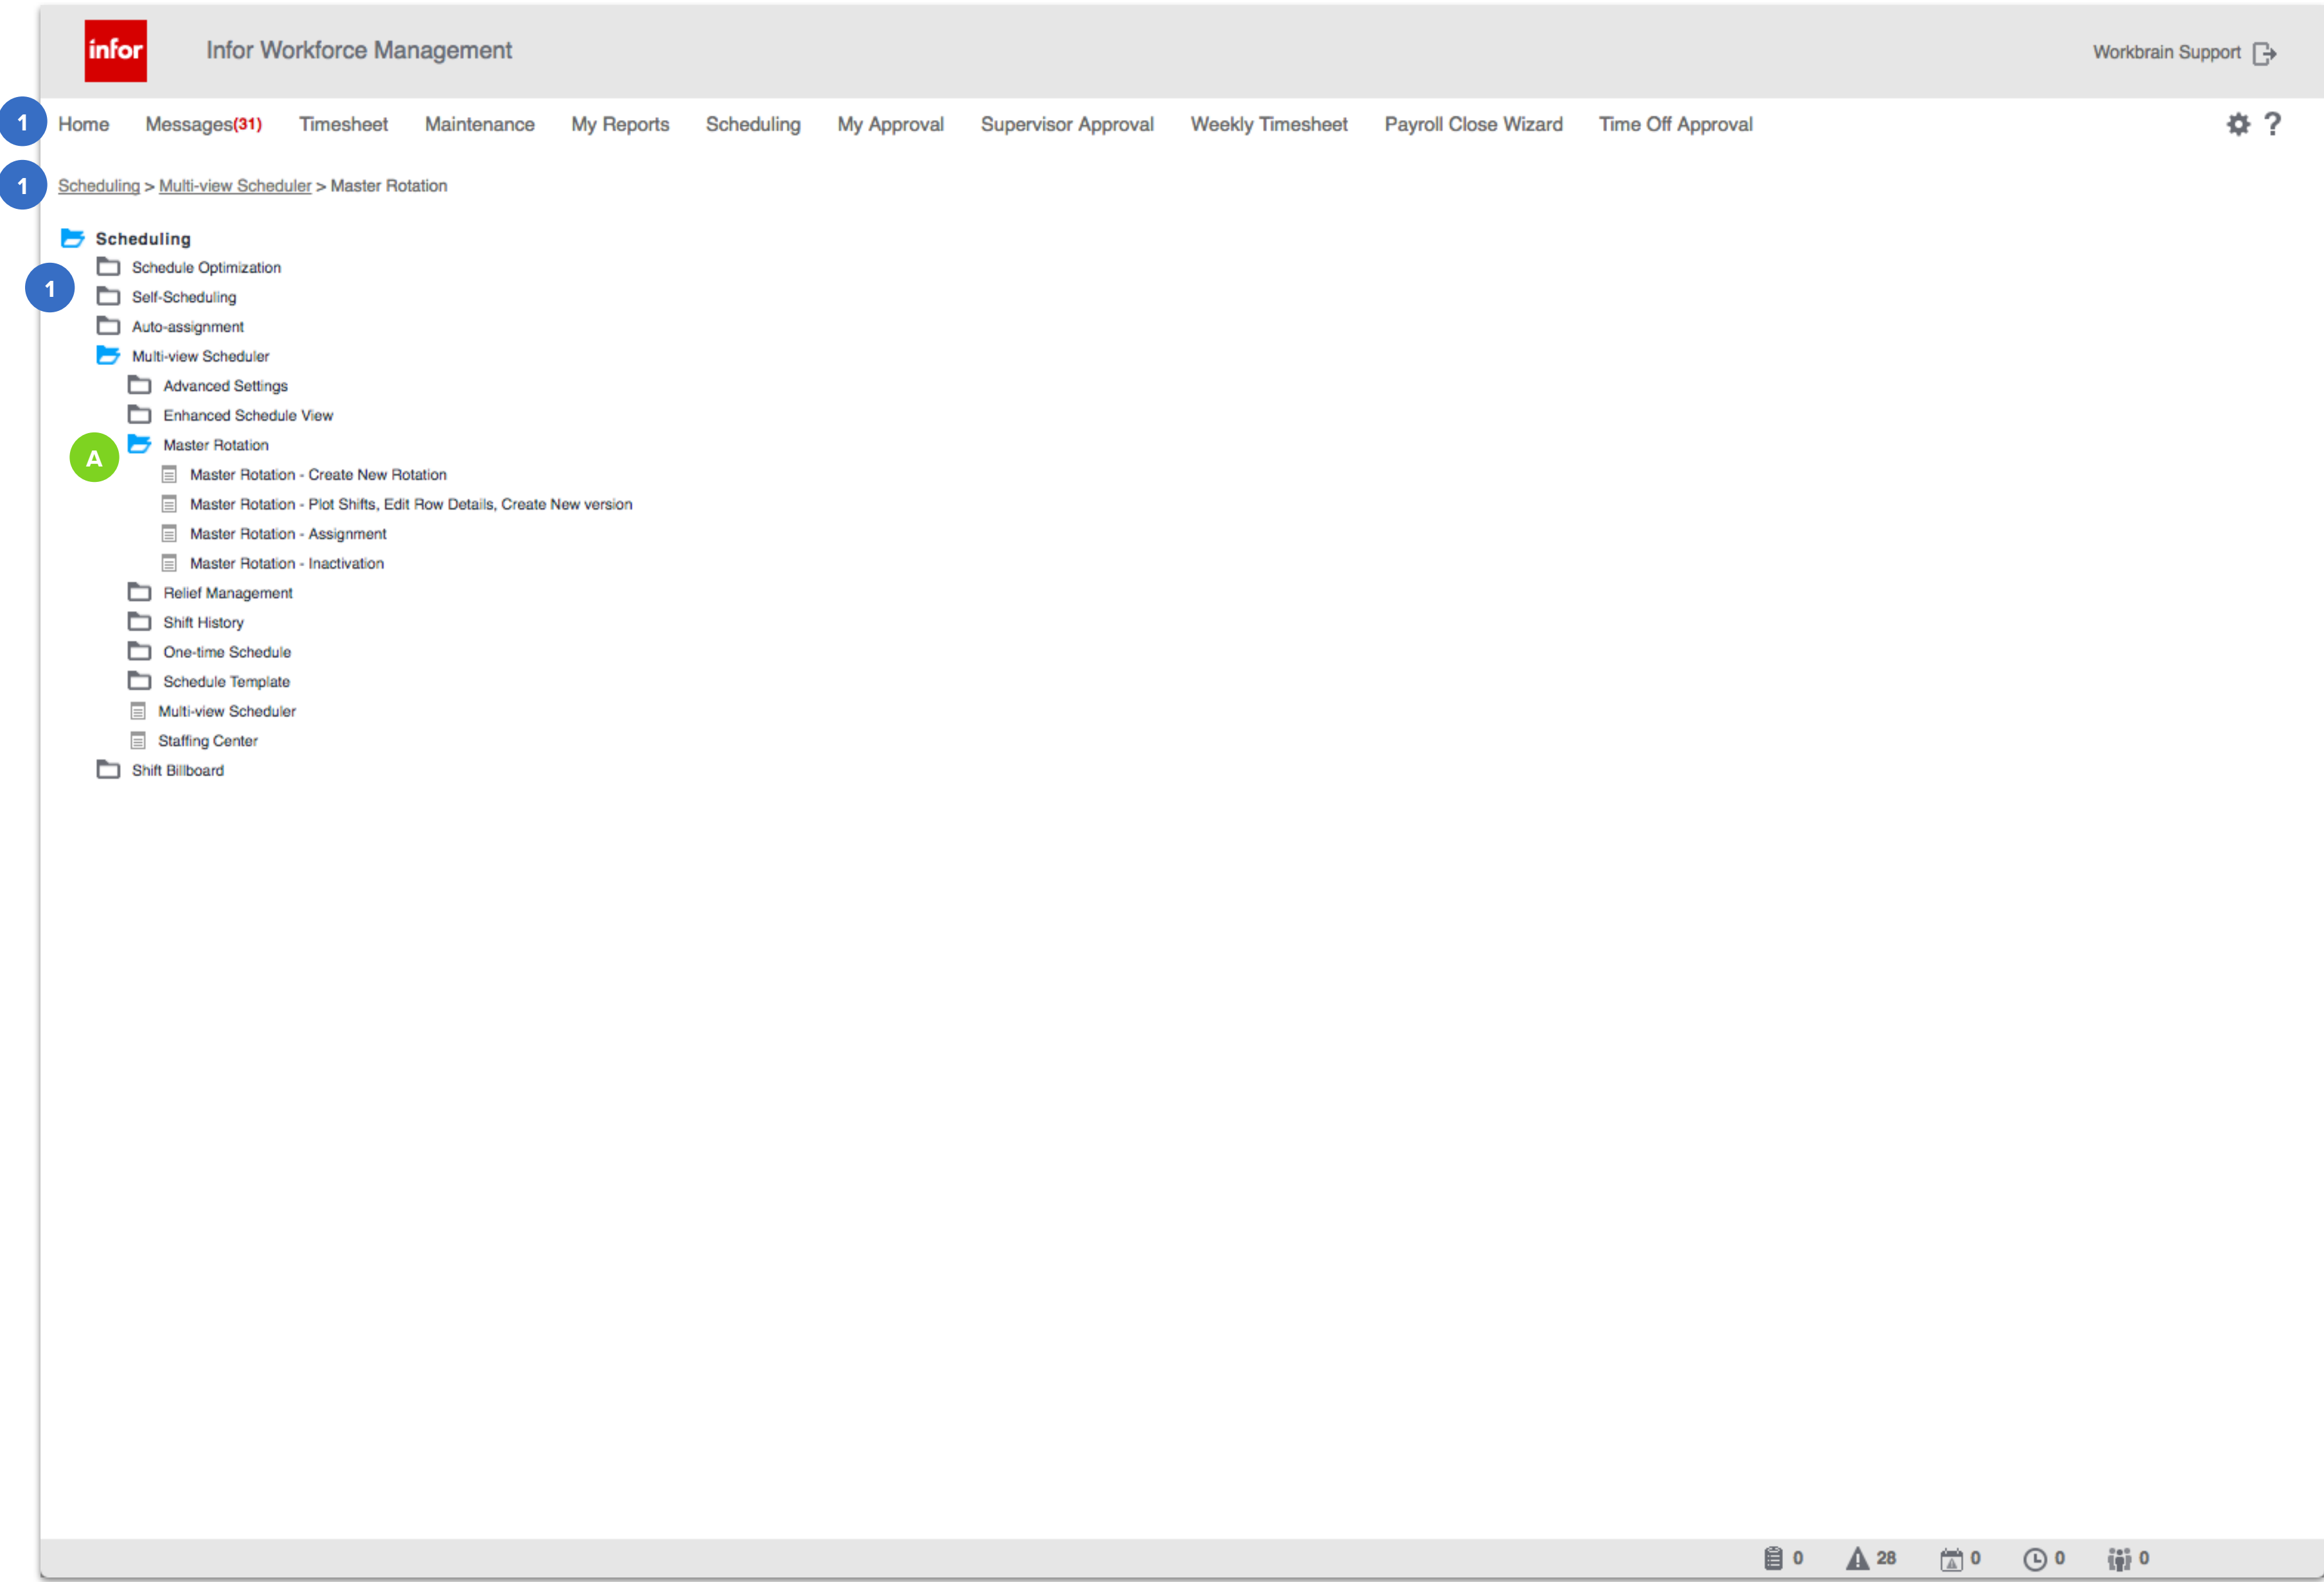 infor Infor Workforce Management Workbrain Support
1 Home Messages(31) Timesheet Maintenance My Reports Scheduling My Approval Supervisor Approval Weekly Timesheet Payroll Close Wizard Time Off Approval ?
1 Scheduling > Multi-view Scheduler > Master Rotation
Scheduling
Schedule Optimization
1 Self-Scheduling
Auto-assignment
Multi-view Scheduler
Advanced Settings
Enhanced Schedule View
A Master Rotation
Master Rotation - Create New Rotation
Master Rotation - Plot Shifts, Edit Row Details, Create New version
Master Rotation - Assignment
Master Rotation - Inactivation
Relief Management
Shift History
One-time Schedule
Schedule Template
Multi-view Scheduler
Staffing Center
Shift Billboard
0 28 0 0 0